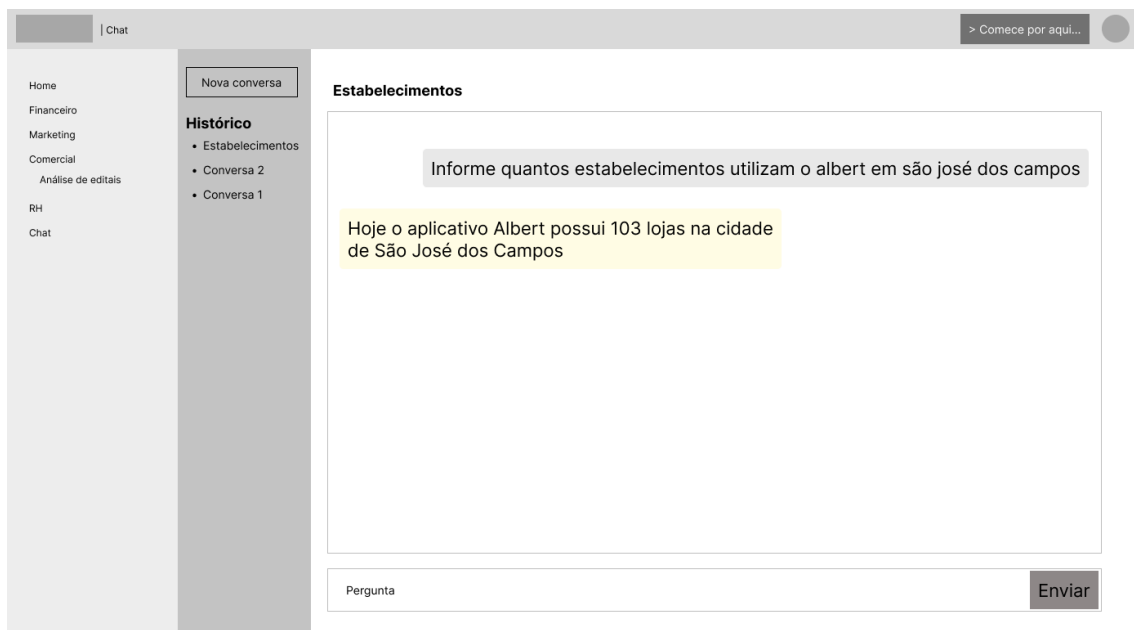 | Chat
> Comece por aqui...
Home
Financeiro
Marketing
Comercial
Análise de editais
RH
Chat
Nova conversa
Histórico
• Estabelecimentos
• Conversa 2
• Conversa 1
Estabelecimentos
Informe quantos estabelecimentos utilizam o albert em são josé dos campos
Hoje o aplicativo Albert possui 103 lojas na cidade
de São José dos Campos
Pergunta
Enviar